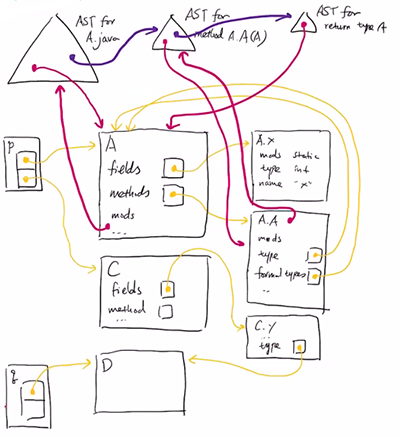 AST for
A.java
AST for
method A.A(A)
AST for
return type A
P
A
fields
methods
mods
...
A.x
mods static
type int
name "x"
A.A
mods
type
formal types
..
C
fields
method
...
C.y
...
type
q
D